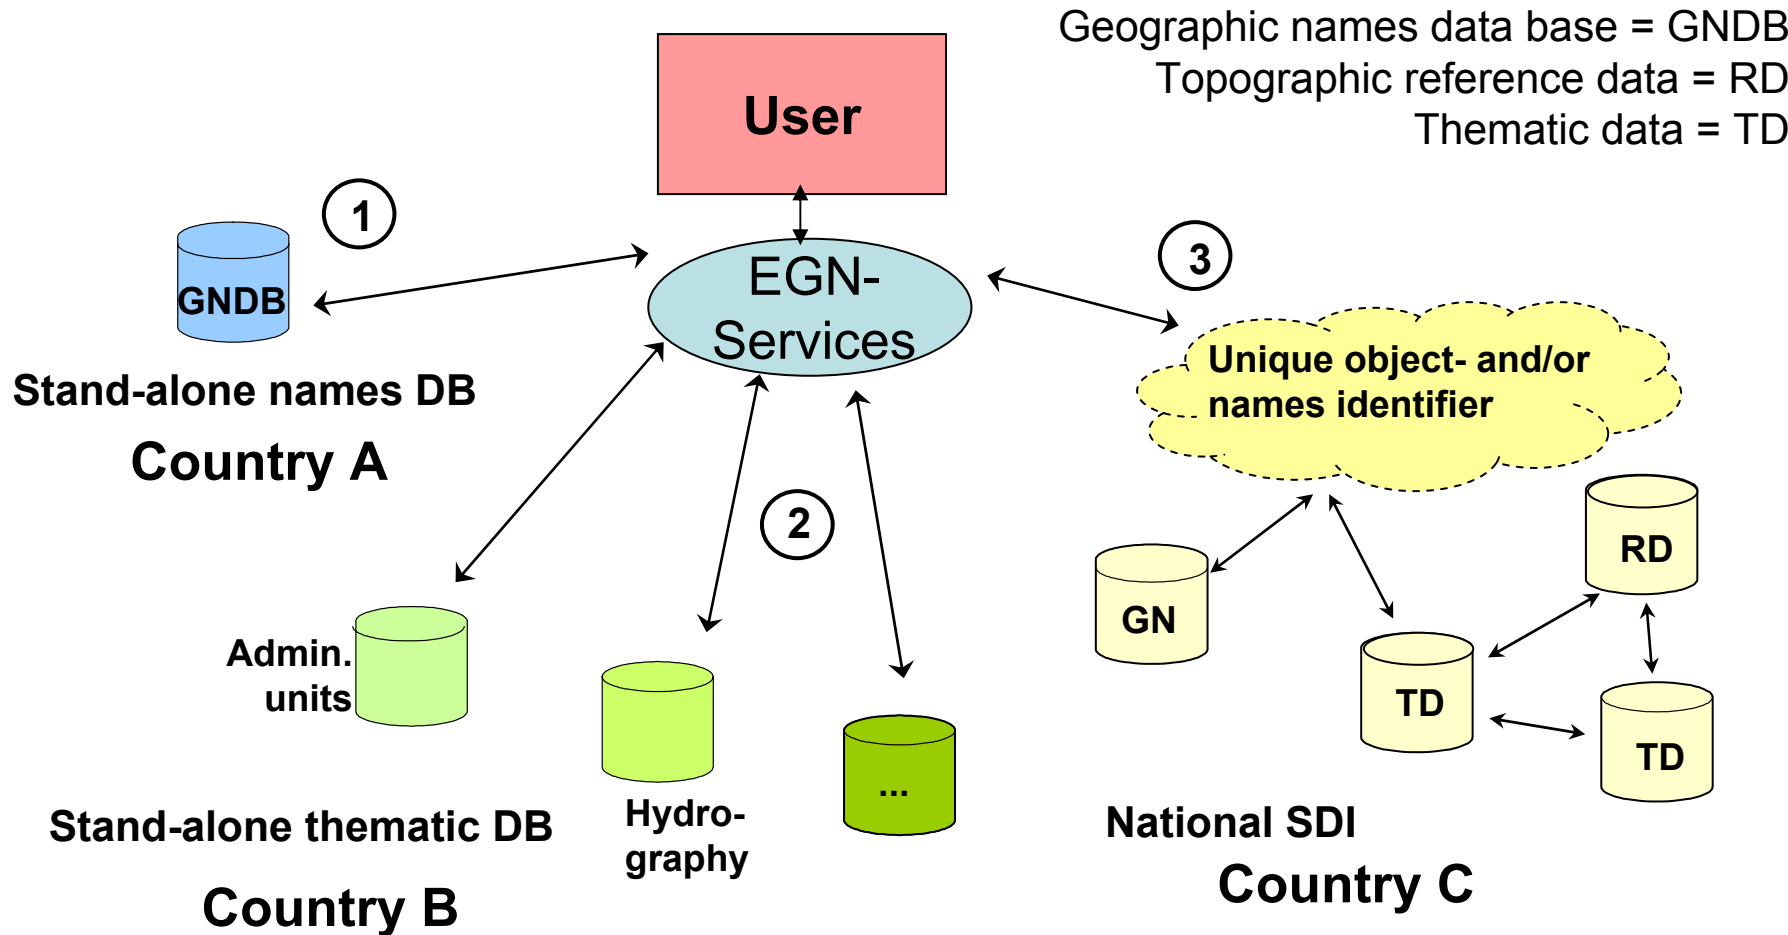 Geographic names data base = GNDB
Topographic reference data = RD
Thematic data = TD
User
1
3
GNDB
EGN-
Services
Unique object- and/or
names identifier
Stand-alone names DB
Country A
2
RD
GN
Admin.
units
TD
TD
...
Stand-alone thematic DB
Hydro-
graphy
National SDI
Country B
Country C